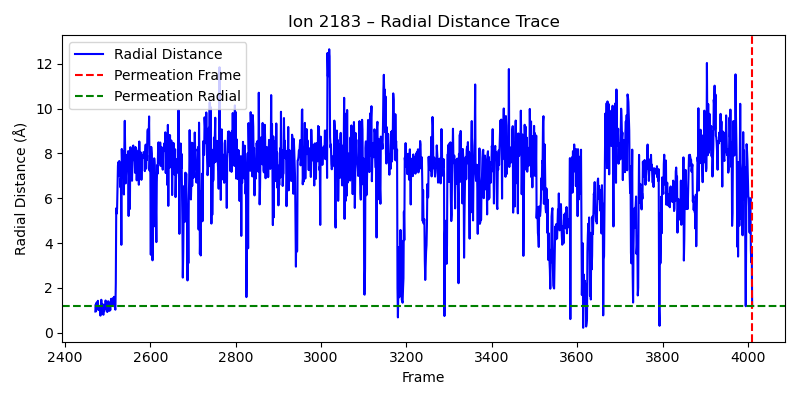 Ion 2183 – Radial Distance Trace
Radial Distance
Permeation Frame
Permeation Radial
Radial Distance (Å)
12
10
8
6
4
2
0
2400
2600
2800
3000
3200
3400
3600
3800
4000
Frame